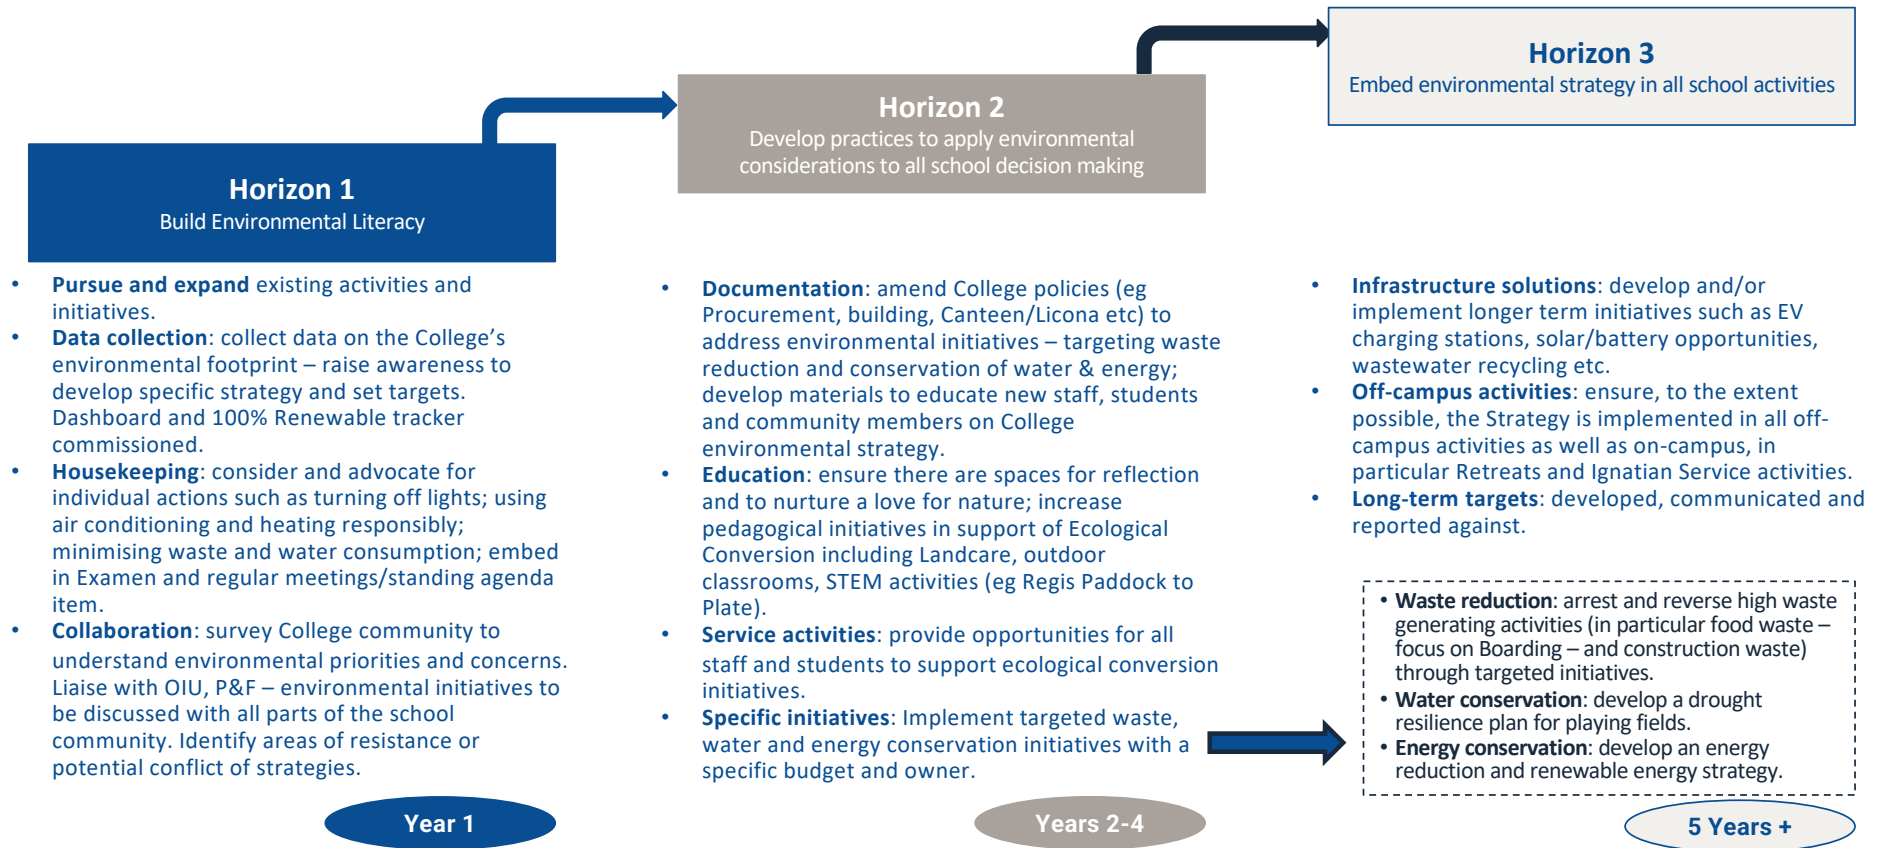 Horizon 1
Build Environmental Literacy
• Pursue and expand existing activities and
initiatives.
• Data collection: collect data on the College’s
environmental footprint – raise awareness to
develop specific strategy and set targets.
Dashboard and 100% Renewable tracker
commissioned.
• Housekeeping: consider and advocate for
individual actions such as turning off lights; using
air conditioning and heating responsibly;
minimising waste and water consumption; embed
in Examen and regular meetings/standing agenda
item.
• Collaboration: survey College community to
understand environmental priorities and concerns.
Liaise with OIU, P&F – environmental initiatives to
be discussed with all parts of the school
community. Identify areas of resistance or
potential conflict of strategies.
Year 1
Horizon 2
Develop practices to apply environmental
considerations to all school decision making
• Documentation: amend College policies (eg
Procurement, building, Canteen/Licona etc) to
address environmental initiatives – targeting waste
reduction and conservation of water & energy;
develop materials to educate new staff, students
and community members on College
environmental strategy.
• Education: ensure there are spaces for reflection
and to nurture a love for nature; increase
pedagogical initiatives in support of Ecological
Conversion including Landcare, outdoor
classrooms, STEM activities (eg Regis Paddock to
Plate).
• Service activities: provide opportunities for all
staff and students to support ecological conversion
initiatives.
• Specific initiatives: Implement targeted waste,
water and energy conservation initiatives with a
specific budget and owner.
Years 2-4
Horizon 3
Embed environmental strategy in all school activities
• Infrastructure solutions: develop and/or
implement longer term initiatives such as EV
charging stations, solar/battery opportunities,
wastewater recycling etc.
• Off-campus activities: ensure, to the extent
possible, the Strategy is implemented in all off-
campus activities as well as on-campus, in
particular Retreats and Ignatian Service activities.
• Long-term targets: developed, communicated and
reported against.
• Waste reduction: arrest and reverse high waste
generating activities (in particular food waste –
focus on Boarding – and construction waste)
through targeted initiatives.
• Water conservation: develop a drought
resilience plan for playing fields.
• Energy conservation: develop an energy
reduction and renewable energy strategy.
5 Years +